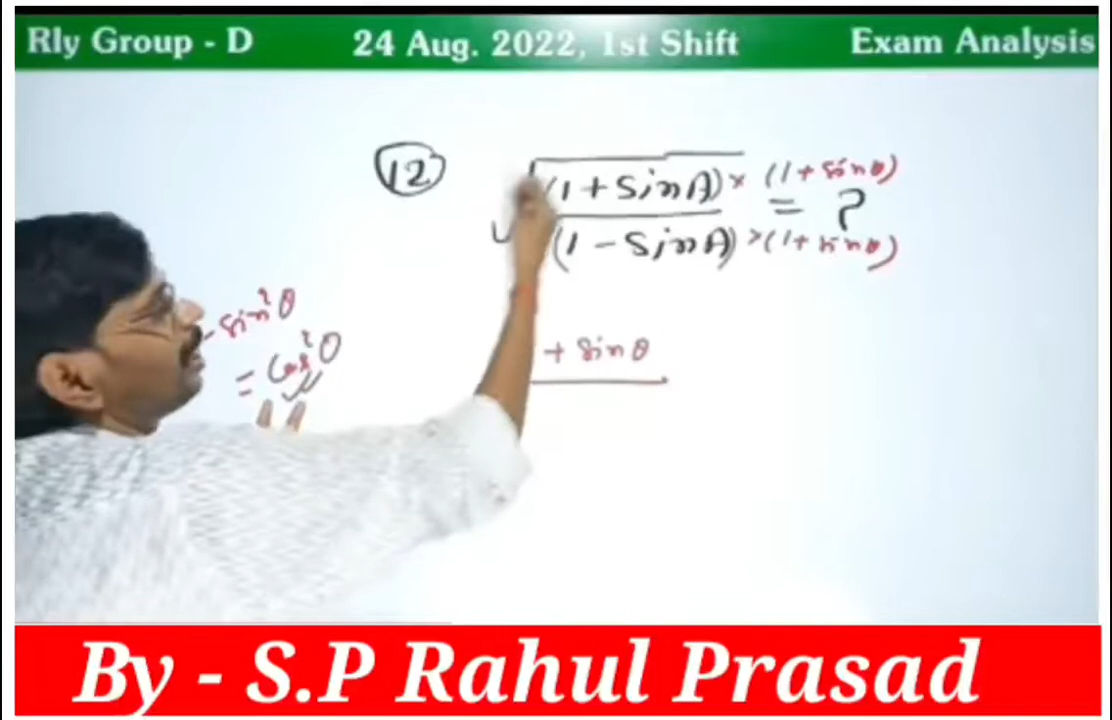 Rly Group - D 24 Aug. 2022, 1st Shift Exam Analysis
12 √(1+SinA) × (1+sinθ) = ?
(1-SinA) × (1+sinθ)
- sin²θ
= Cos²θ
+ sinθ
By - S.P Rahul Prasad